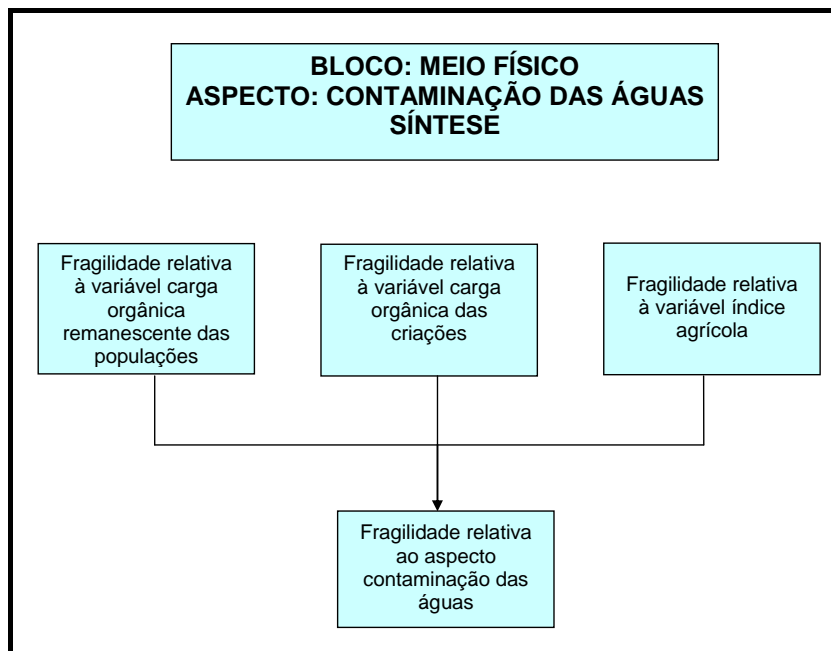 BLOCO: MEIO FÍSICO
ASPECTO: CONTAMINAÇÃO DAS ÁGUAS
SÍNTESE
Fragilidade relativa
à variável carga
orgânica
remanescente das
populações
Fragilidade relativa
à variável carga
orgânica das
criações
Fragilidade relativa
à variável índice
agrícola
Fragilidade relativa
ao aspecto
contaminação das
águas